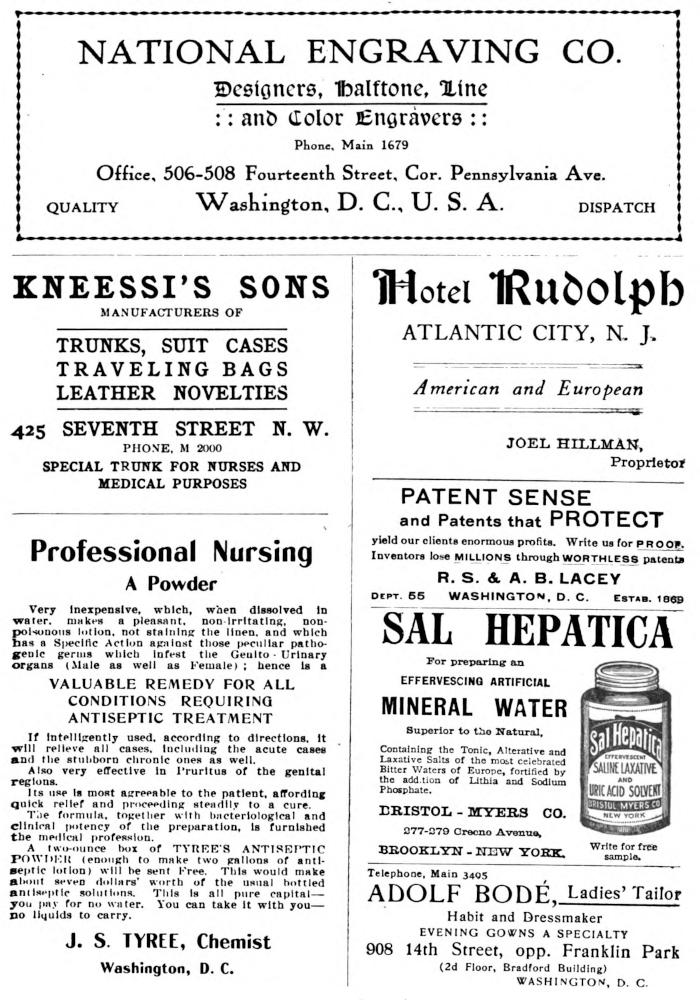 NATIONAL ENGRAVING CO.
Designers, Halftone, Line
:: and Color Engravers ::
Phone, Main 1679
Office, 506-508 Fourteenth Street, Cor. Pennsylvania Ave.
QUALITY Washington, D. C., U. S. A. DISPATCH
KNEESSI'S SONS
MANUFACTURERS OF
TRUNKS, SUIT CASES
TRAVELING BAGS
LEATHER NOVELTIES
425 SEVENTH STREET N. W.
PHONE, M 2000
SPECIAL TRUNK FOR NURSES AND
MEDICAL PURPOSES
Professional Nursing
A Powder
Very inexpensive, which, when dissolved in
water, makes a pleasant, non-irritating, non-
poisonous lotion, not staining the linen, and which
has a Specific Action against those peculiar patho-
genic germs which infest the Genito-Urinary
organs (Male as well as Female); hence is a
VALUABLE REMEDY FOR ALL
CONDITIONS REQUIRING
ANTISEPTIC TREATMENT
If intelligently used, according to directions, it
will relieve all cases, including the acute cases
and the stubborn chronic ones as well.
Also very effective in Pruritus of the genital
regions.
Its use is most agreeable to the patient, affording
quick relief and proceeding steadily to a cure.
The formula, together with bacteriological and
clinical potency of the preparation, is furnished
the medical profession.
A two-ounce box of TYREE'S ANTISEPTIC
POWDER (enough to make two gallons of anti-
septic lotion) will be sent Free. This would make
about seven dollars' worth of the usual bottled
antiseptic solutions. This is all pure capital—
you pay for no water. You can take it with you—
no liquids to carry.
J. S. TYREE, Chemist
Washington, D. C.
Hotel Rudolph
ATLANTIC CITY, N. J.
American and European
JOEL HILLMAN,
Proprietor
PATENT SENSE
and Patents that PROTECT
yield our clients enormous profits. Write us for PROOF.
Inventors lose MILLIONS through WORTHLESS patents
R. S. & A. B. LACEY
DEPT. 55 WASHINGTON, D. C. ESTAB. 1869
SAL HEPATICA
For preparing an
EFFERVESCING ARTIFICIAL
MINERAL WATER
Superior to the Natural,
Containing the Tonic, Alterative and
Laxative Salts of the most celebrated
Bitter Waters of Europe, fortified by
the addition of Lithia and Sodium
Phosphate.
BRISTOL-MYERS CO.
277-279 Greene Avenue,
BROOKLYN-NEW YORK.
Sal Hepatica
EFFERVESCENT
SALINE LAXATIVE
AND
URIC ACID SOLVENT
BRISTOL MYERS CO
NEW YORK
Write for free
sample.
Telephone, Main 3405
ADOLF BODÉ, Ladies' Tailor
Habit and Dressmaker
EVENING GOWNS A SPECIALTY
908 14th Street, opp. Franklin Park
(2d Floor, Bradford Building)
WASHINGTON, D. C.